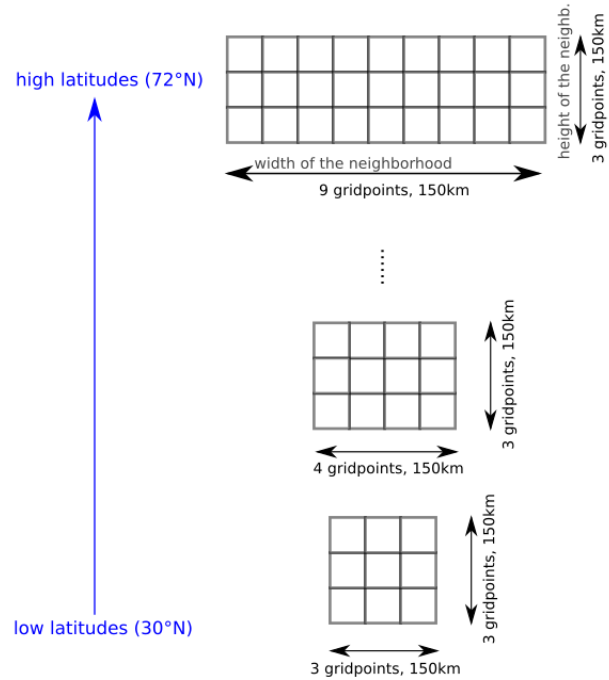 high latitudes (72°N)
height of the neighb.
3 gridpoints, 150km
width of the neighborhood
9 gridpoints, 150km
3 gridpoints, 150km
4 gridpoints, 150km
3 gridpoints, 150km
low latitudes (30°N)
3 gridpoints, 150km